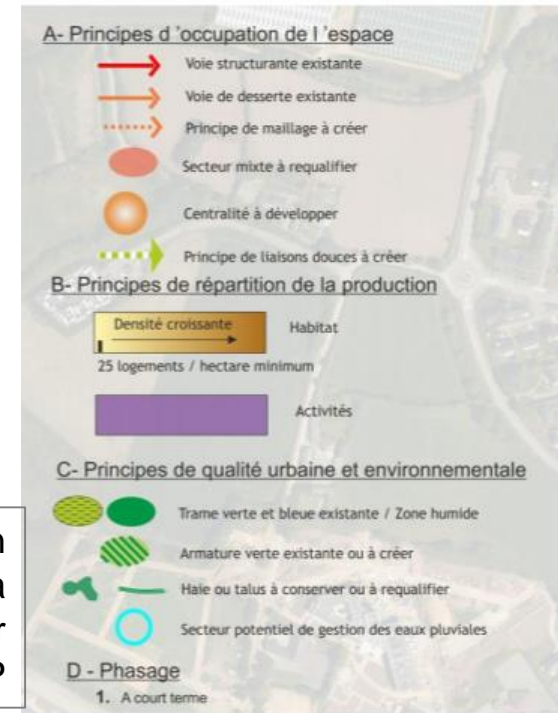 A- Principes d 'occupation de l 'espace
Voie structurante existante
Voie de desserte existante
Principe de maillage à créer
Secteur mixte à requalifier
Centralité à développer
Principe de liaisons douces à créer
B- Principes de répartition de la production
Densité croissante
Habitat
25 logements / hectare minimum
Activités
C- Principes de qualité urbaine et environnementale
Trame verte et bleue existante / Zone humide
Armature verte existante ou à créer
Haie ou talus à conserver ou à requalifier
Secteur potentiel de gestion des eaux pluviales
D - Phasage
1. A court terme